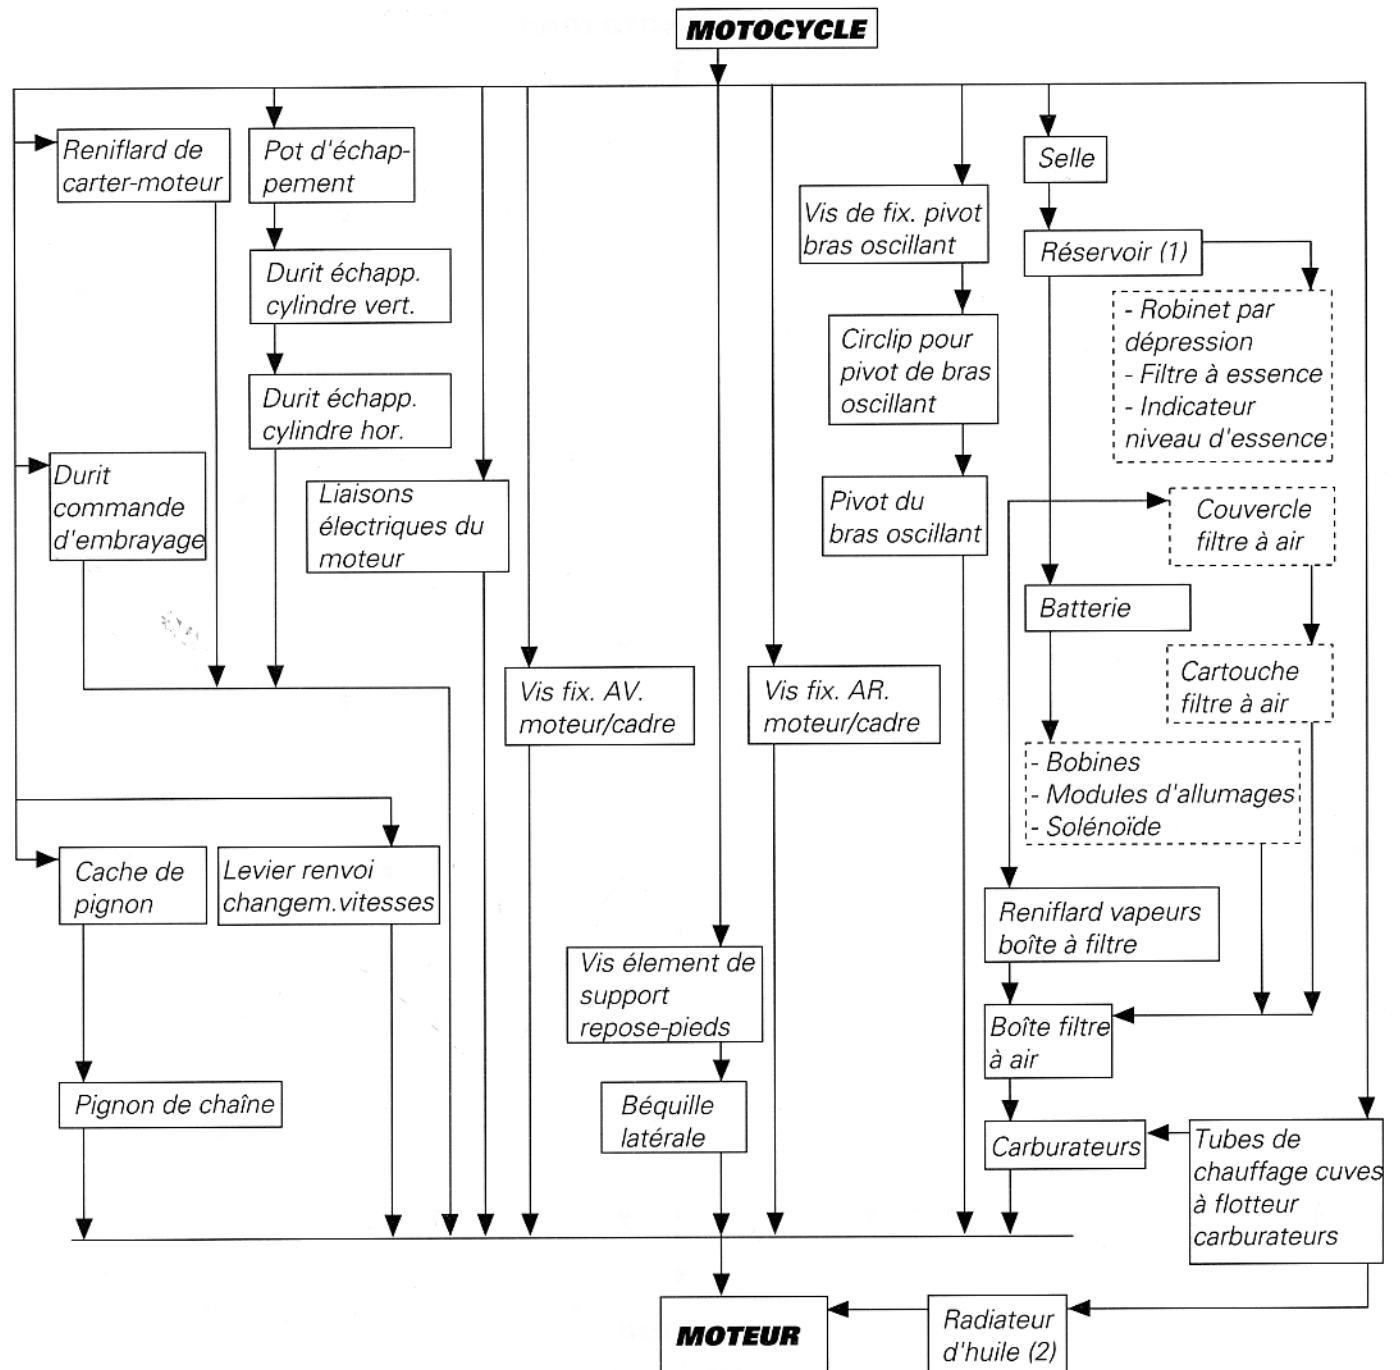 MOTOCYCLE
Reniflard de
carter-moteur
Pot d'échap-
pement
Selle
Vis de fix. pivot
bras oscillant
Réservoir (1)
Durit échapp.
cylindre vert.
- Robinet par
dépression
- Filtre à essence
- Indicateur
niveau d'essence
Circlip pour
pivot de bras
oscillant
Durit échapp.
cylindre hor.
Durit
commande
d'embrayage
Liaisons
électriques du
moteur
Pivot du
bras oscillant
Couvercle
filtre à air
Batterie
Vis fix. AV.
moteur/cadre
Vis fix. AR.
moteur/cadre
Cartouche
filtre à air
- Bobines
- Modules d'allumages
- Solénoïde
Cache de
pignon
Levier renvoi
changem.vitesses
Reniflard vapeurs
boîte à filtre
Vis élement de
support
repose-pieds
Boîte filtre
à air
Pignon de chaîne
Béquille
latérale
Carburateurs
Tubes de
chauffage cuves
à flotteur
carburateurs
MOTEUR
Radiateur
d'huile (2)